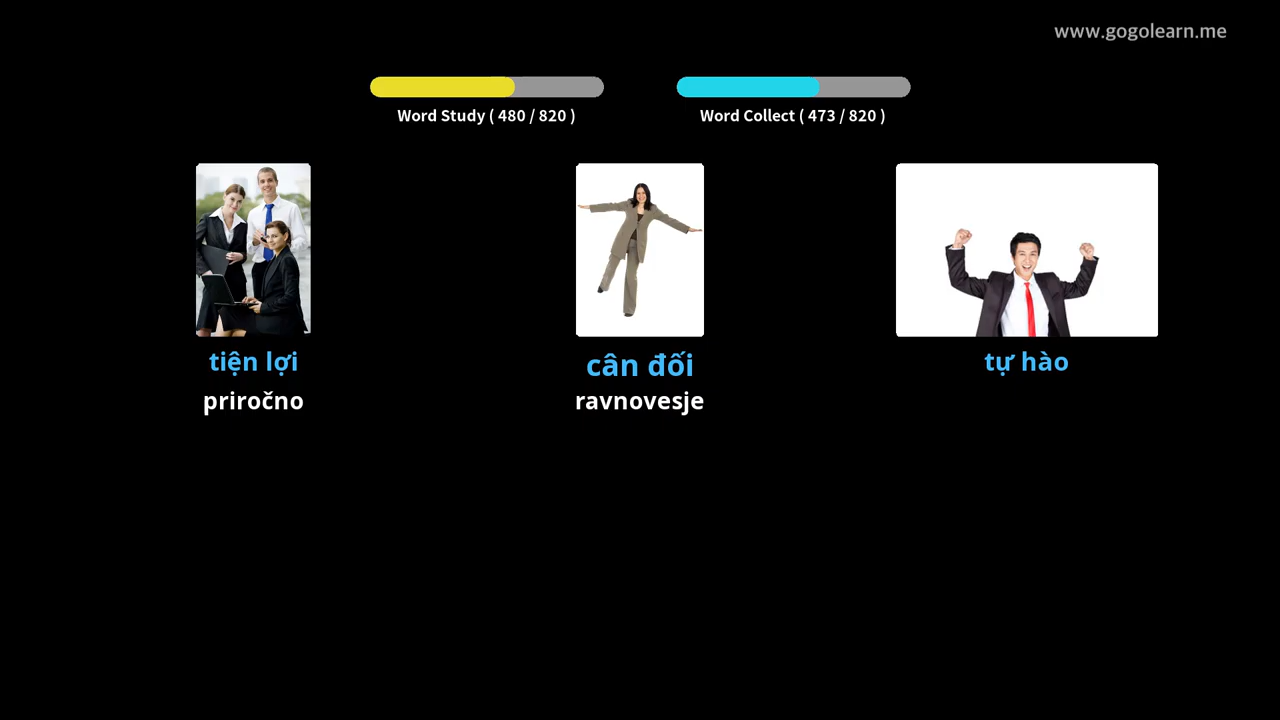 www.gogolearn.me
Word Study ( 480 / 820 )
Word Collect ( 473 / 820 )
tiện lợi
cân đối
tự hào
priročno
ravnovesje